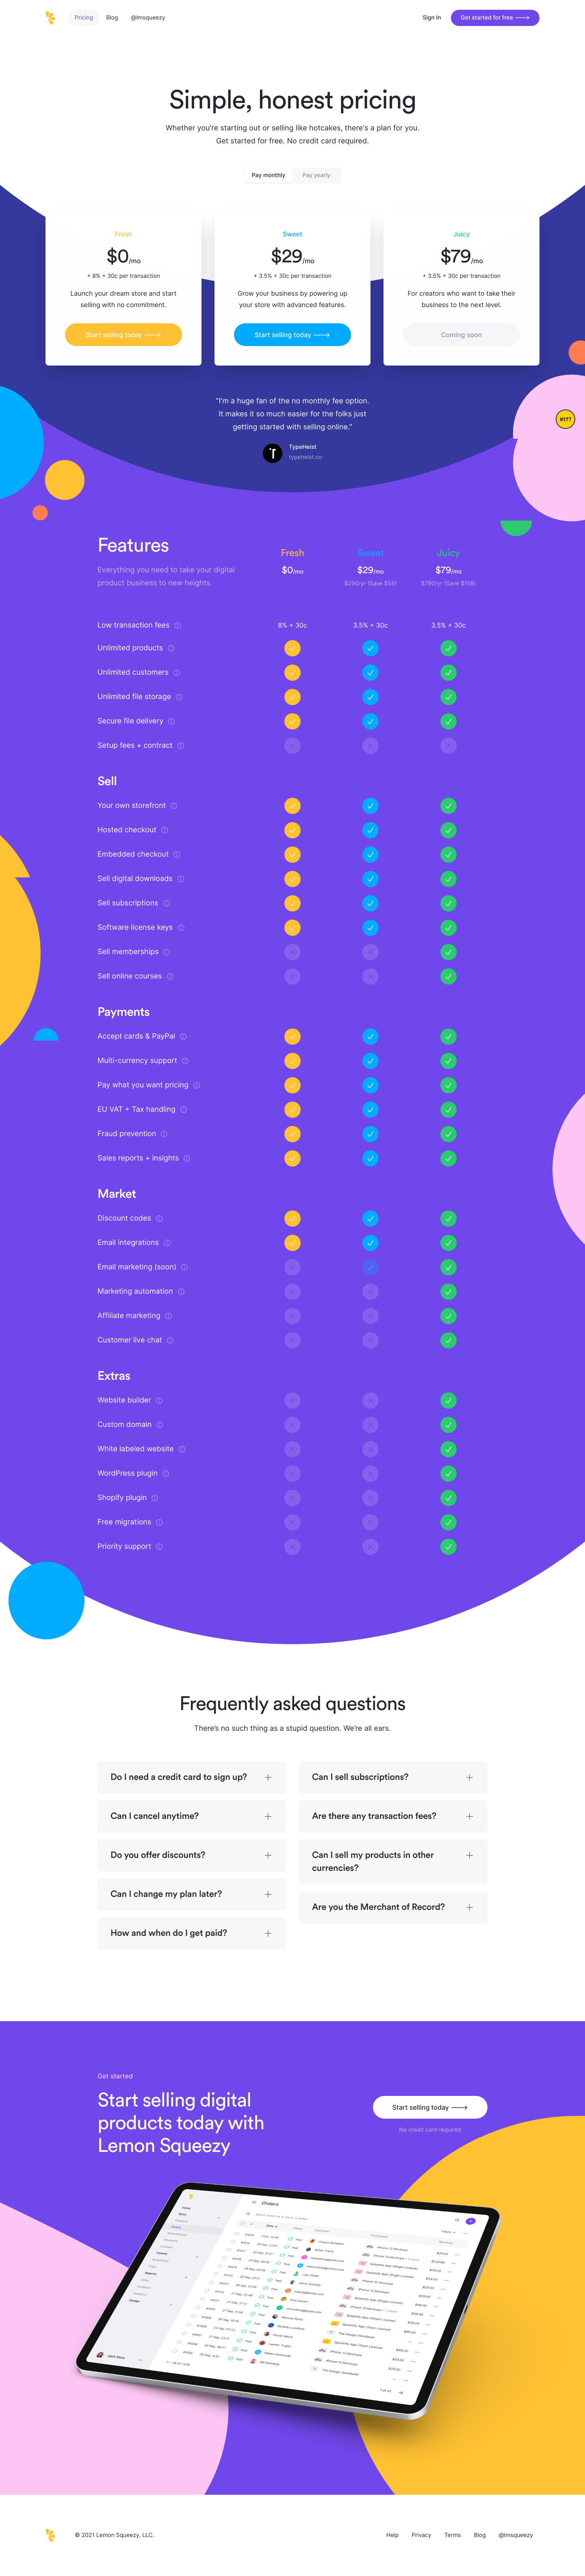 Pricing Blog @lmsqueezy Sign In Get started for free
Simple, honest pricing
Whether you're starting out or selling like hotcakes, there's a plan for you.
Get started for free. No credit card required.
Pay monthly Pay yearly
Fresh
$0/mo
+ 8% + 30c per transaction
Launch your dream store and start
selling with no commitment.
Start selling today
Sweet
$29/mo
+ 3.5% + 30c per transaction
Grow your business by powering up
your store with advanced features.
Start selling today
Juicy
$79/mo
+ 3.5% + 30c per transaction
For creators who want to take their
business to the next level.
Coming soon
"I'm a huge fan of the no monthly fee option.
It makes it so much easier for the folks just
getting started with selling online."
TypeHeist
typeheist.co
Wtf?
Features
Everything you need to take your digital
product business to new heights.
Fresh Sweet Juicy
$0/mo $29/mo $79/mo
$290/yr (Save $58) $790/yr (Save $158)
Low transaction fees 8% + 30c 3.5% + 30c 3.5% + 30c
Unlimited products
Unlimited customers
Unlimited file storage
Secure file delivery
Setup fees + contract
Sell
Your own storefront
Hosted checkout
Embedded checkout
Sell digital downloads
Sell subscriptions
Software license keys
Sell memberships
Sell online courses
Payments
Accept cards & PayPal
Multi-currency support
Pay what you want pricing
EU VAT + Tax handling
Fraud prevention
Sales reports + insights
Market
Discount codes
Email integrations
Email marketing (soon)
Marketing automation
Affiliate marketing
Customer live chat
Extras
Website builder
Custom domain
White labeled website
WordPress plugin
Shopify plugin
Free migrations
Priority support
Frequently asked questions
There's no such thing as a stupid question. We're all ears.
Do I need a credit card to sign up?
Can I cancel anytime?
Do you offer discounts?
Can I change my plan later?
How and when do I get paid?
Can I sell subscriptions?
Are there any transaction fees?
Can I sell my products in other
currencies?
Are you the Merchant of Record?
Get started
Start selling digital
products today with
Lemon Squeezy
Start selling today
No credit card required
Orders
© 2021 Lemon Squeezy, LLC. Help Privacy Terms Blog @lmsqueezy